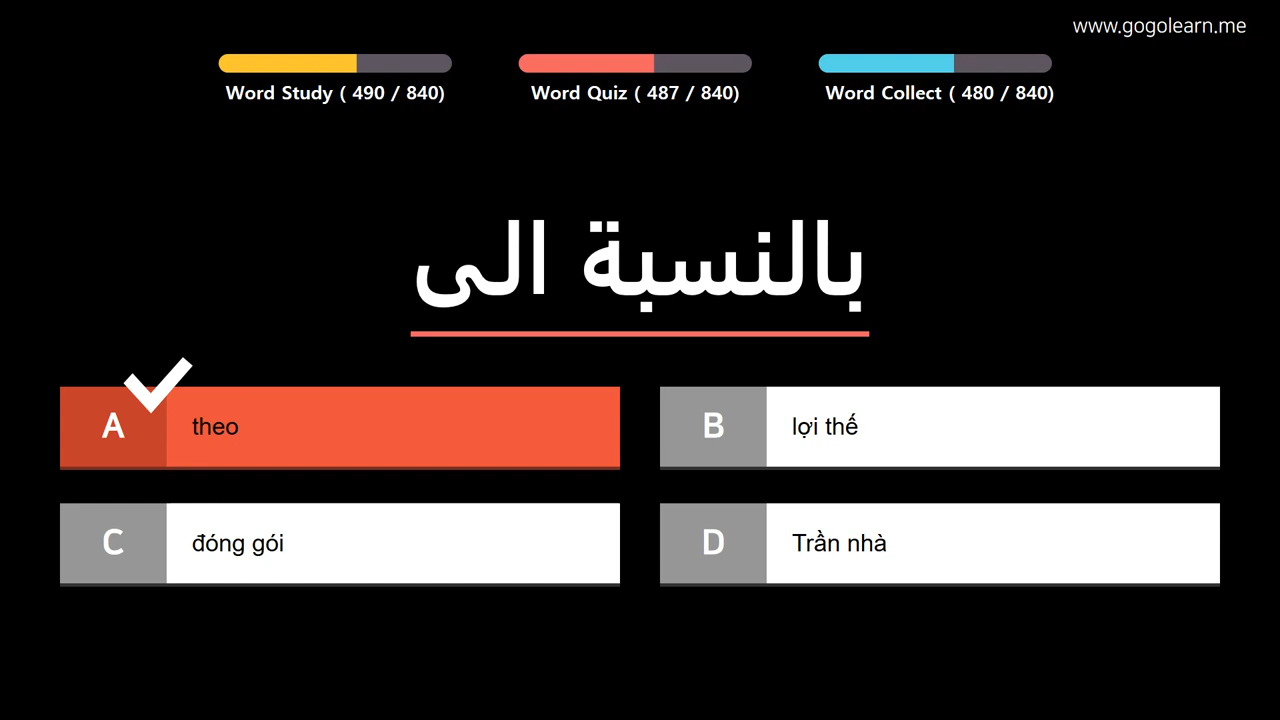 www.gogolearn.me
Word Study ( 490 / 840)
Word Quiz ( 487 / 840)
Word Collect ( 480 / 840)
بالنسبة الى
A theo
B lợi thế
C đóng gói
D Trần nhà